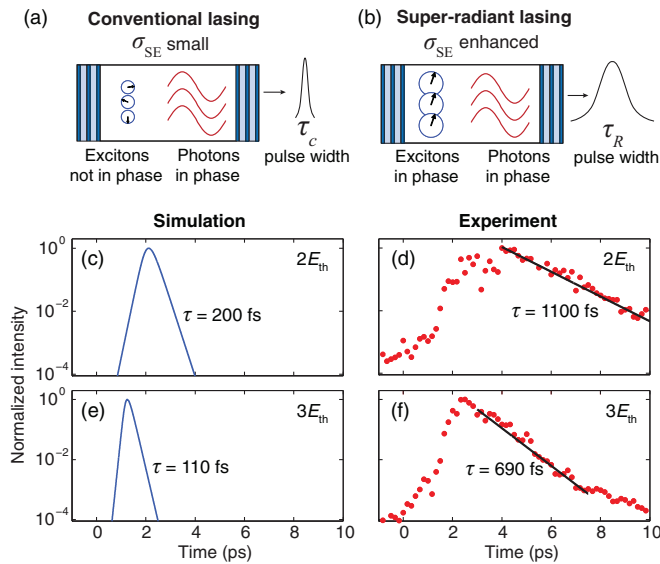 (a)
Conventional lasing
σSE small
Excitons
not in phase
Photons
in phase
τc
pulse width
(b)
Super-radiant lasing
σSE enhanced
Excitons
in phase
Photons
in phase
τR
pulse width
Simulation
Experiment
Normalized intensity
(c)
2Eth
τ = 200 fs
10^0
10^-2
10^-4
(d)
2Eth
τ = 1100 fs
(e)
3Eth
τ = 110 fs
10^0
10^-2
10^-4
0 2 4 6 8 10
Time (ps)
(f)
3Eth
τ = 690 fs
0 2 4 6 8 10
Time (ps)